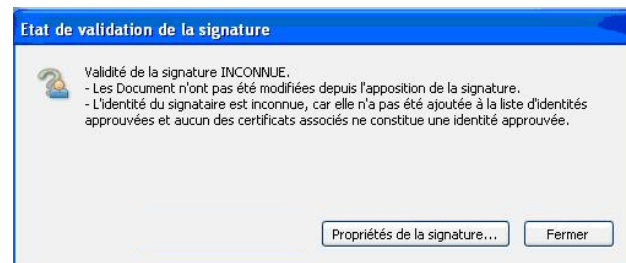 Etat de validation de la signature
Validité de la signature INCONNUE.
- Les Document n'ont pas été modifiées depuis l'apposition de la signature.
- L'identité du signataire est inconnue, car elle n'a pas été ajoutée à la liste d'identités
approuvées et aucun des certificats associés ne constitue une identité approuvée.
Propriétés de la signature... Fermer